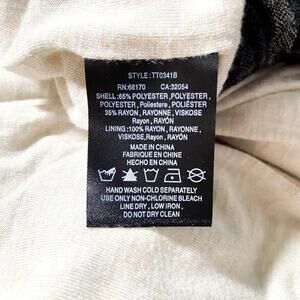 STYLE:TT0341B
RN:66170 CA:32054
SHELL:65% POLYESTER,POLYESTER,
POLYESTER, Poliestere, POLIÉSTER
35% RAYON, RAYONNE, VISKOSE
Rayon, RAYÓN
LINING:100% RAYON, RAYONNE,
VISKOSE,Rayon, RAYÓN
MADE IN CHINA
FABRIQUE EN CHINE
HECHO EN CHINA
HAND WASH COLD SEPARATELY
USE ONLY NON-CHLORINE BLEACH
LINE DRY, LOW IRON,
DO NOT DRY CLEAN